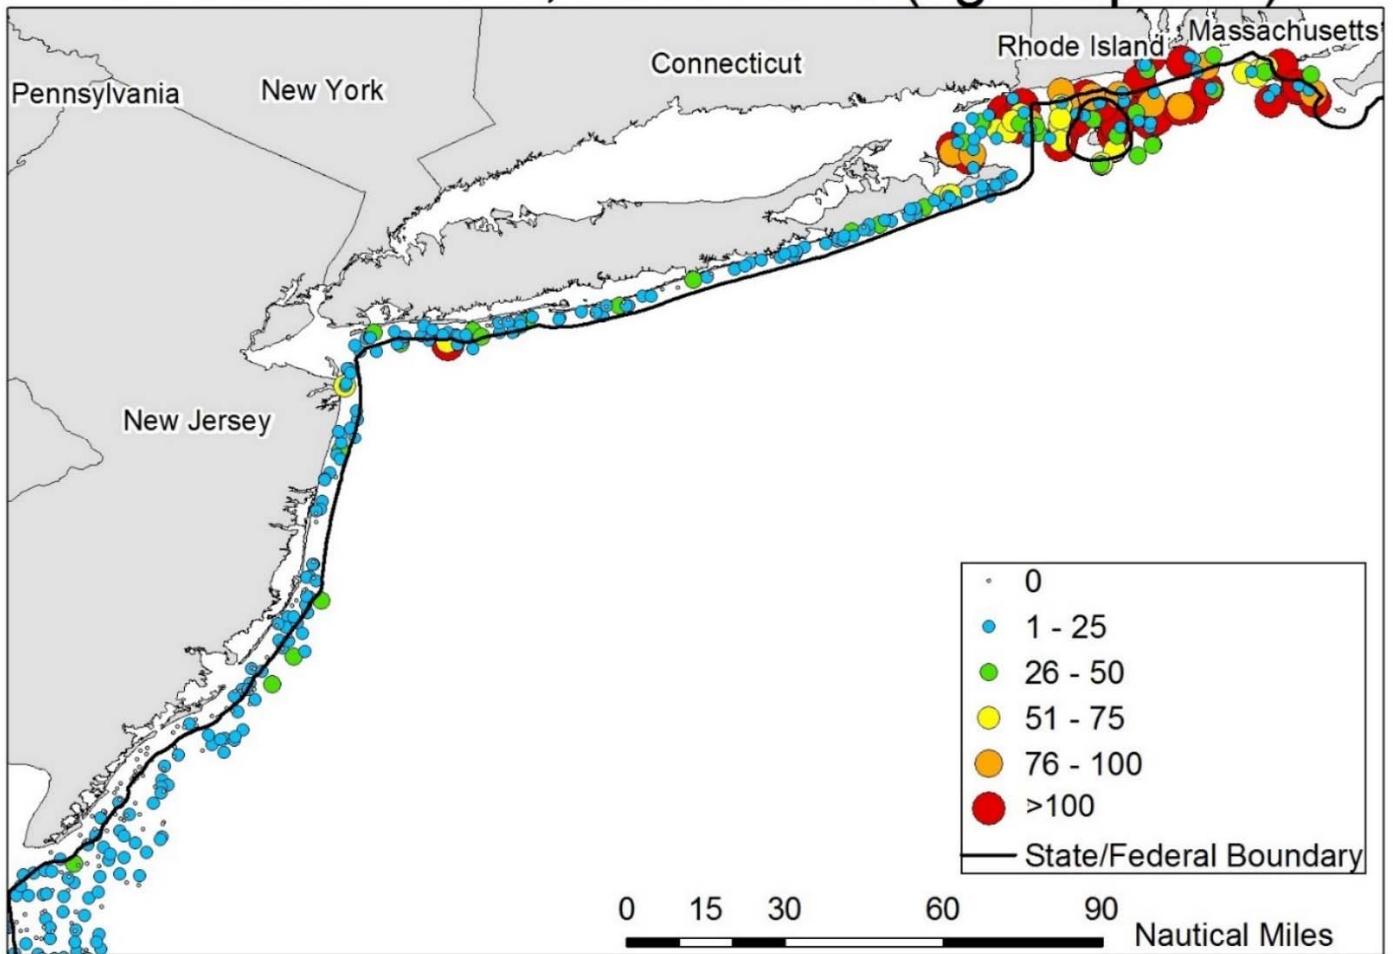 Massachusetts
Rhode Island
Connecticut
New York
Pennsylvania
New Jersey
0
1 - 25
26 - 50
51 - 75
76 - 100
>100
State/Federal Boundary
0 15 30 60 90
Nautical Miles